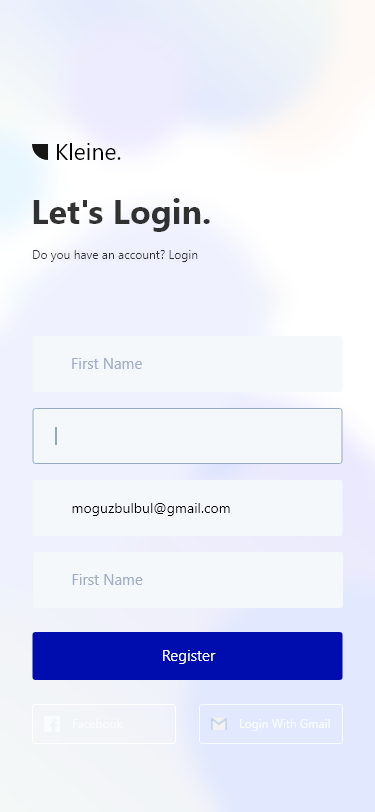 Kleine.
Let's Login.
Do you have an account? Login
First Name
moguzbulbul@gmail.com
First Name
Register
Facebook
Login With Gmail